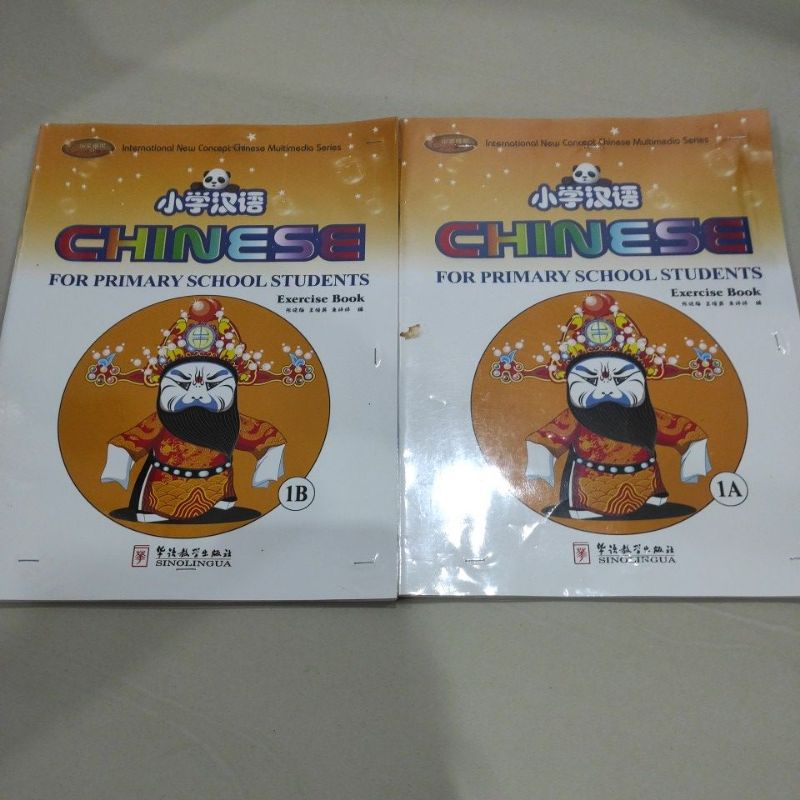 International New Concept Chinese Multimedia Series
小学汉语
CHINESE
FOR PRIMARY SCHOOL STUDENTS
Exercise Book
编
1B
华语教学出版社
SINOLINGUA
International New Concept Chinese Multimedia Series
小学汉语
CHINESE
FOR PRIMARY SCHOOL STUDENTS
Exercise Book
编
1A
华语教学出版社
SINOLINGUA